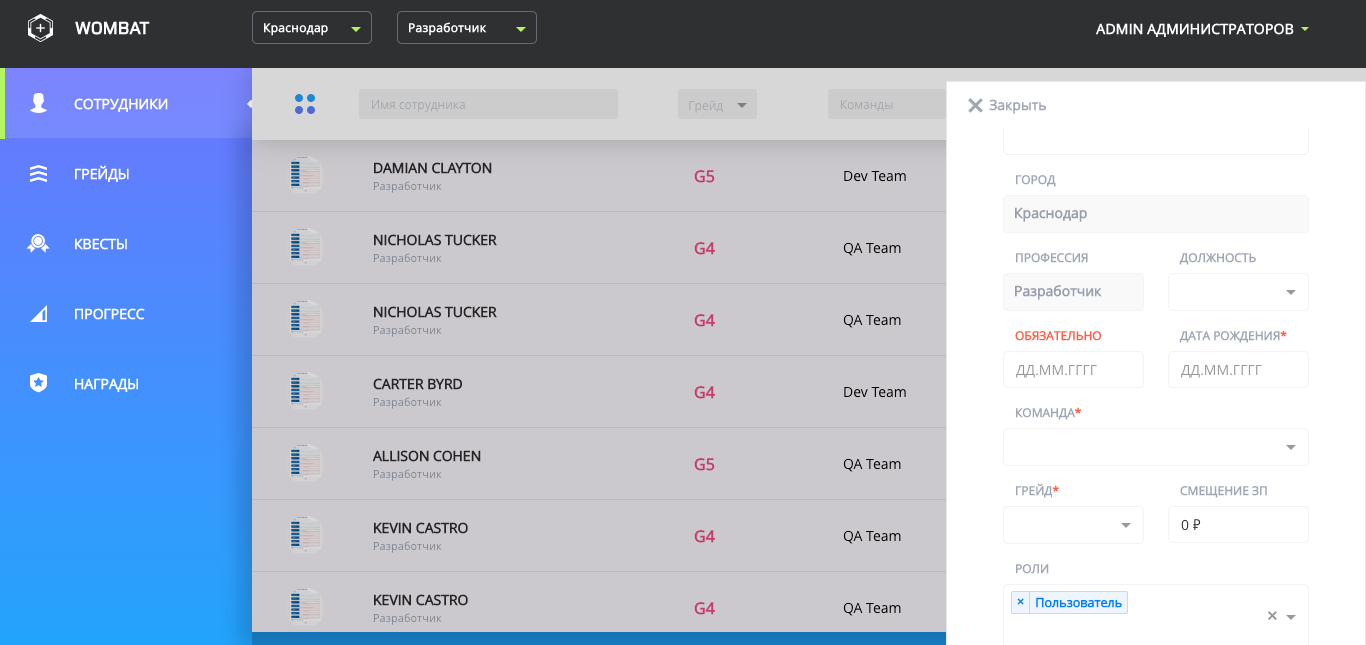 WOMBAT
Краснодар
Разработчик
ADMIN АДМИНИСТРАТОРОВ
СОТРУДНИКИ
ГРЕЙДЫ
КВЕСТЫ
ПРОГРЕСС
НАГРАДЫ
Имя сотрудника
Грейд
Команды
DAMIAN CLAYTON
Разработчик
G5
Dev Team
NICHOLAS TUCKER
Разработчик
G4
QA Team
NICHOLAS TUCKER
Разработчик
G4
QA Team
CARTER BYRD
Разработчик
G4
Dev Team
ALLISON COHEN
Разработчик
G5
QA Team
KEVIN CASTRO
Разработчик
G4
QA Team
KEVIN CASTRO
Разработчик
G4
QA Team
Закрыть
ГОРОД
Краснодар
ПРОФЕССИЯ
ДОЛЖНОСТЬ
Разработчик
ОБЯЗАТЕЛЬНО
ДАТА РОЖДЕНИЯ*
ДД.ММ.ГГГГ
ДД.ММ.ГГГГ
КОМАНДА*
ГРЕЙД*
СМЕЩЕНИЕ ЗП
0 ₽
РОЛИ
× Пользователь